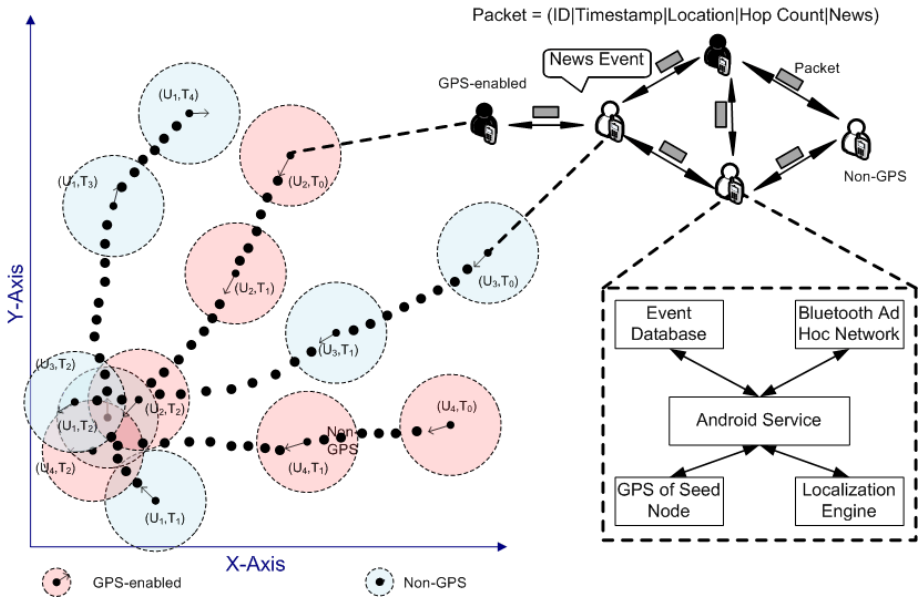 Packet = (ID|Timestamp|Location|Hop Count|News)
News Event
GPS-enabled
Packet
Non-GPS
Y-Axis
(U₁,T₄)
(U₁,T₃)
(U₂,T₀)
(U₂,T₁)
(U₃,T₀)
(U₃,T₁)
(U₃,T₂)
(U₂,T₂)
(U₁,T₂)
(U₄,T₀)
Non-
GPS
(U₄,T₁)
(U₄,T₂)
(U₁,T₁)
X-Axis
GPS-enabled
Non-GPS
Event
Database
Bluetooth Ad
Hoc Network
Android Service
GPS of Seed
Node
Localization
Engine